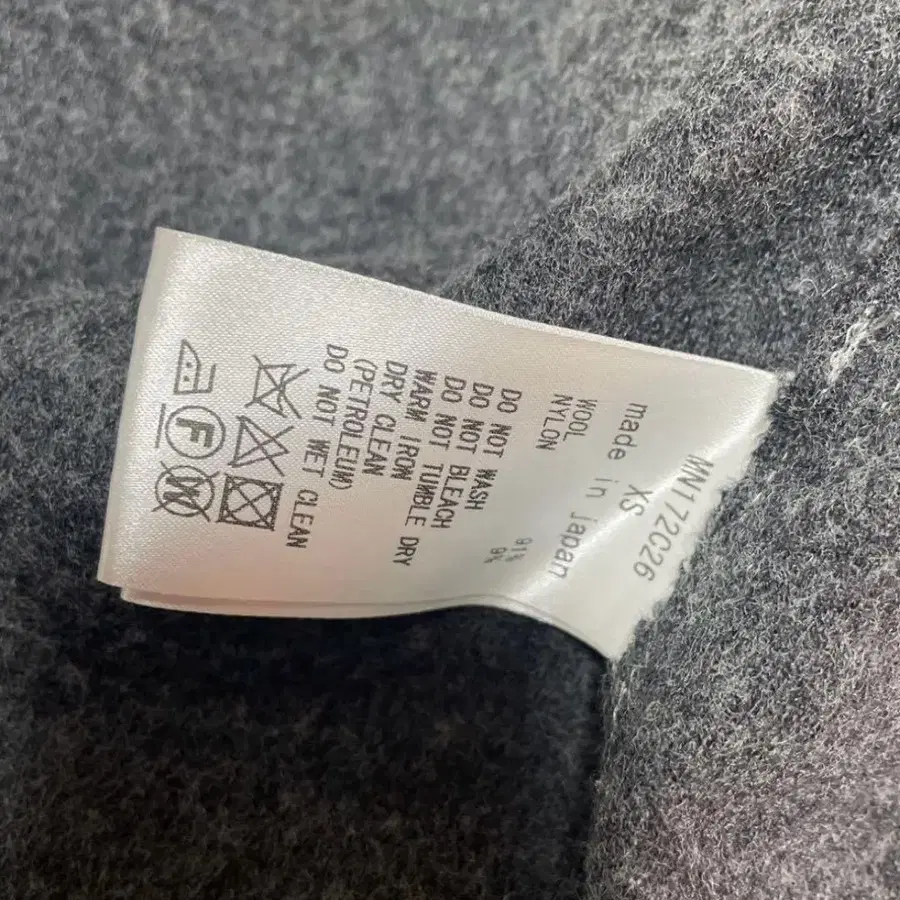 MN172C26
XS
made in japan
WOOL 91%
NYLON 9%
DO NOT WASH
DO NOT BLEACH
DO NOT TUMBLE DRY
WARM IRON
DRY CLEAN
(PETROLEUM)
DO NOT WET CLEAN
F
W